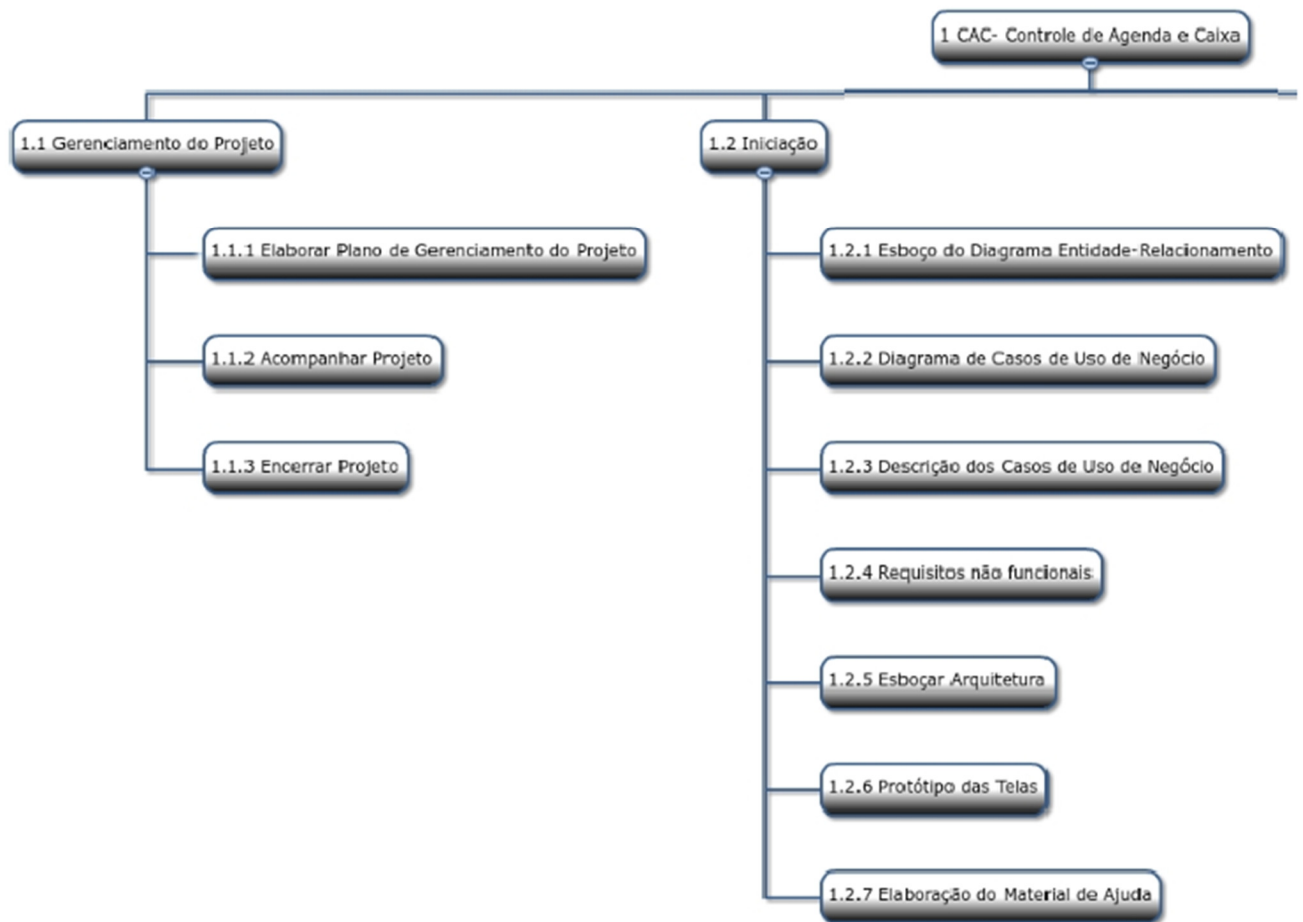 1 CAC- Controle de Agenda e Caixa
1.1 Gerenciamento do Projeto
1.1.1 Elaborar Plano de Gerenciamento do Projeto
1.1.2 Acompanhar Projeto
1.1.3 Encerrar Projeto
1.2 Iniciação
1.2.1 Esboço do Diagrama Entidade-Relacionamento
1.2.2 Diagrama de Casos de Uso de Negócio
1.2.3 Descrição dos Casos de Uso de Negócio
1.2.4 Requisitos não funcionais
1.2.5 Esboçar Arquitetura
1.2.6 Protótipo das Telas
1.2.7 Elaboração do Material de Ajuda